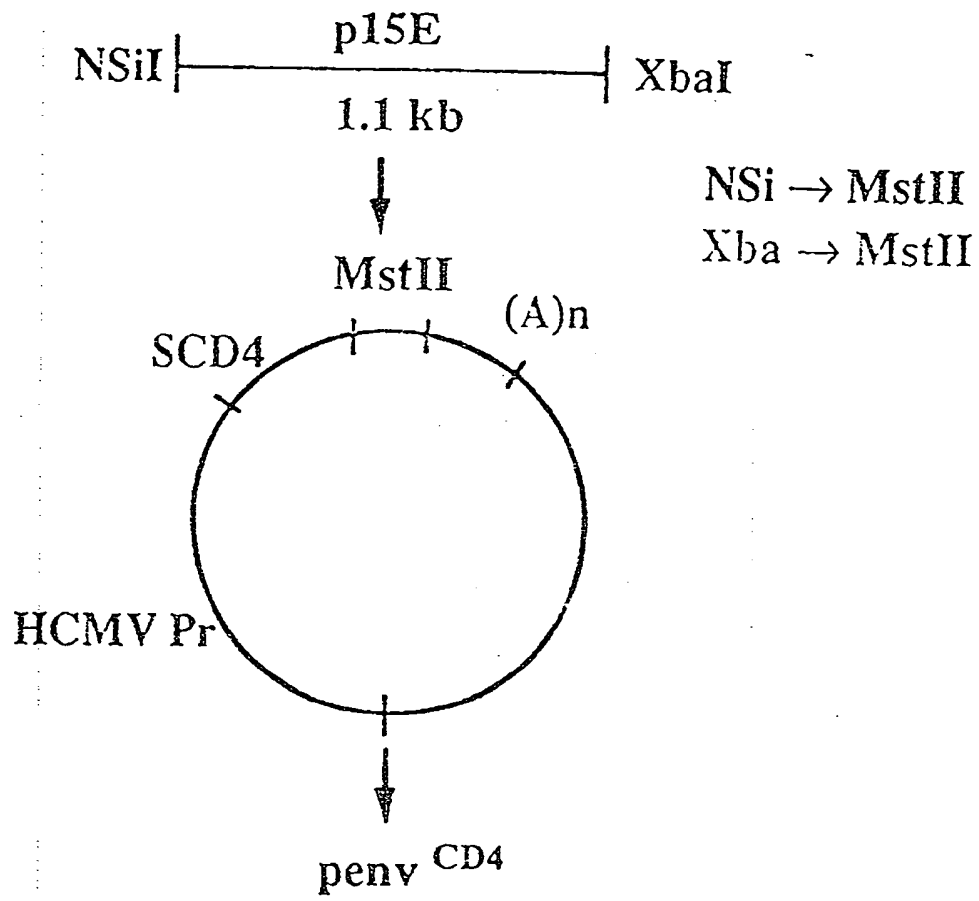 p15E
NSiI
XbaI
1.1 kb
NSi → MstII
Xba → MstII
MstII
(A)n
SCD4
HCMV Pr
penv CD4